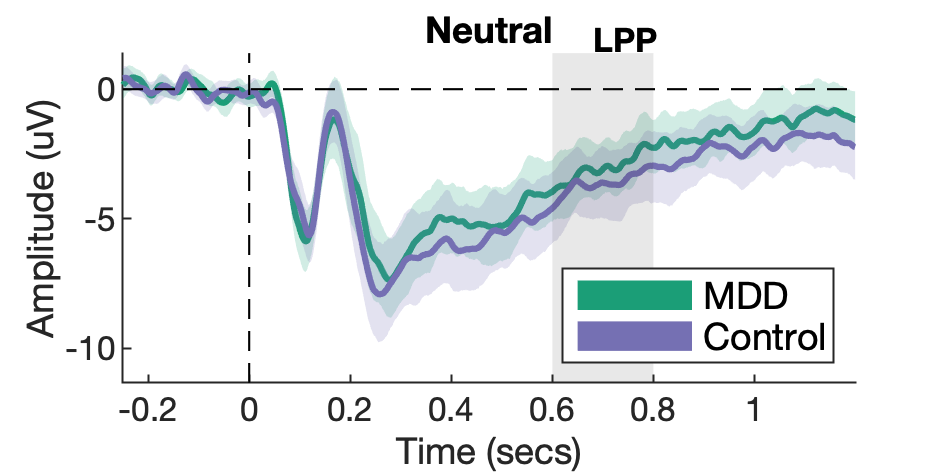 Neutral
LPP
0
-5
-10
Amplitude (uV)
MDD
Control
-0.2 0 0.2 0.4 0.6 0.8 1
Time (secs)